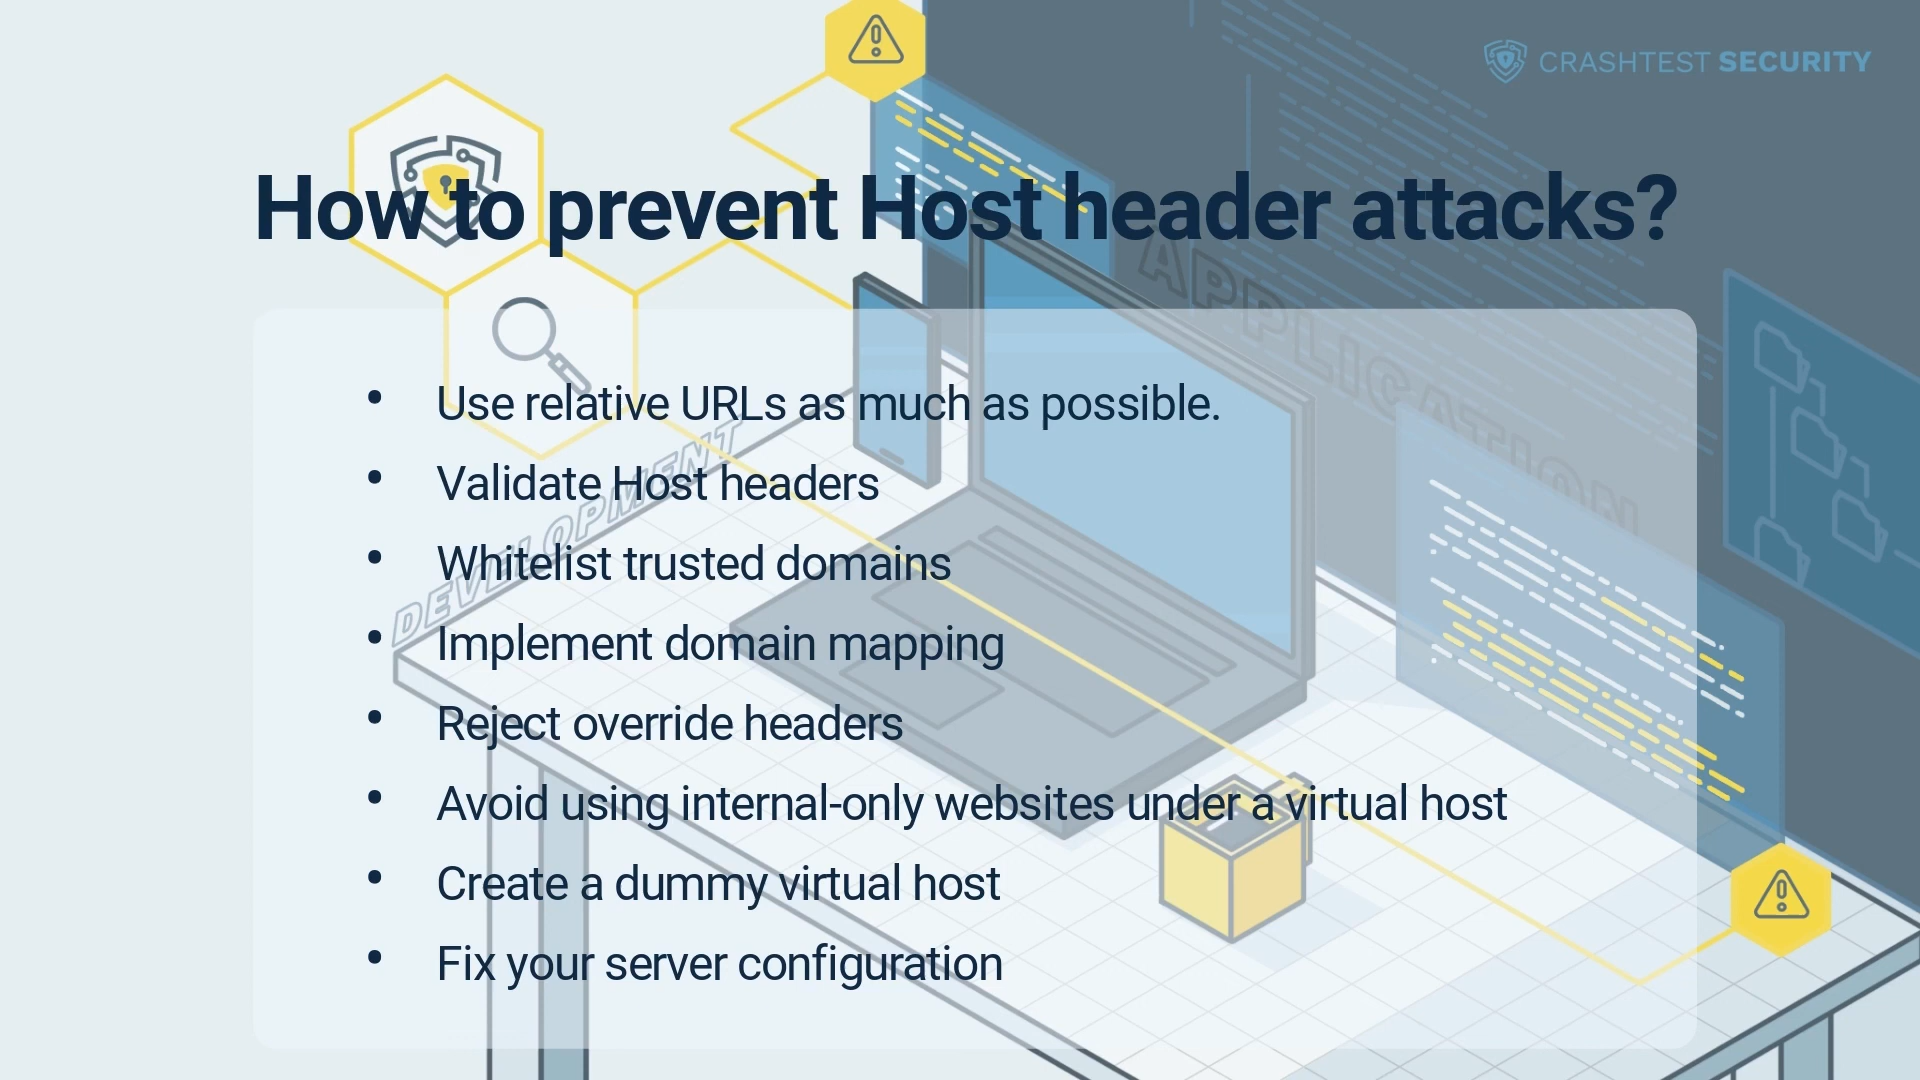 CRASHTEST SECURITY
How to prevent Host header attacks?
APPLICATION
• Use relative URLs as much as possible.
• Validate Host headers
• Whitelist trusted domains
• Implement domain mapping
• Reject override headers
• Avoid using internal-only websites under a virtual host
• Create a dummy virtual host
• Fix your server configuration
DEVELOPMENT